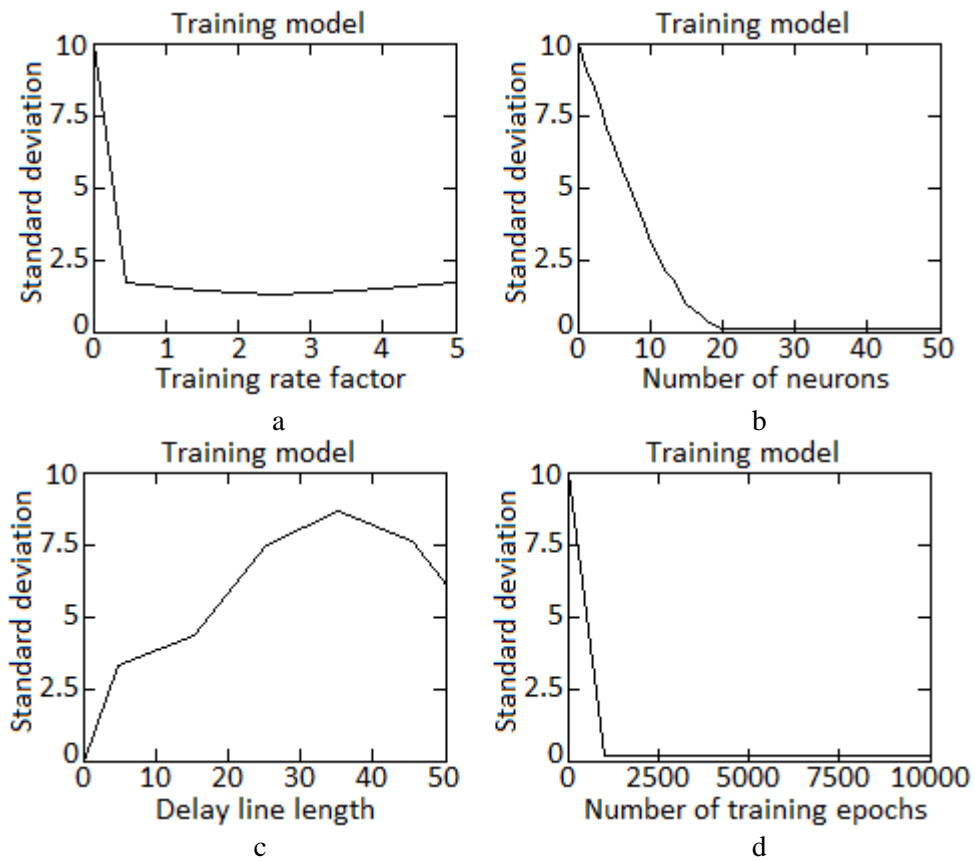 Training model
Standard deviation
10
7.5
5
2.5
0
0 1 2 3 4 5
Training rate factor
a
Training model
Standard deviation
10
7.5
5
2.5
0
0 10 20 30 40 50
Number of neurons
b
Training model
Standard deviation
10
7.5
5
2.5
0
0 10 20 30 40 50
Delay line length
c
Training model
Standard deviation
10
7.5
5
2.5
0
0 2500 5000 7500 10000
Number of training epochs
d